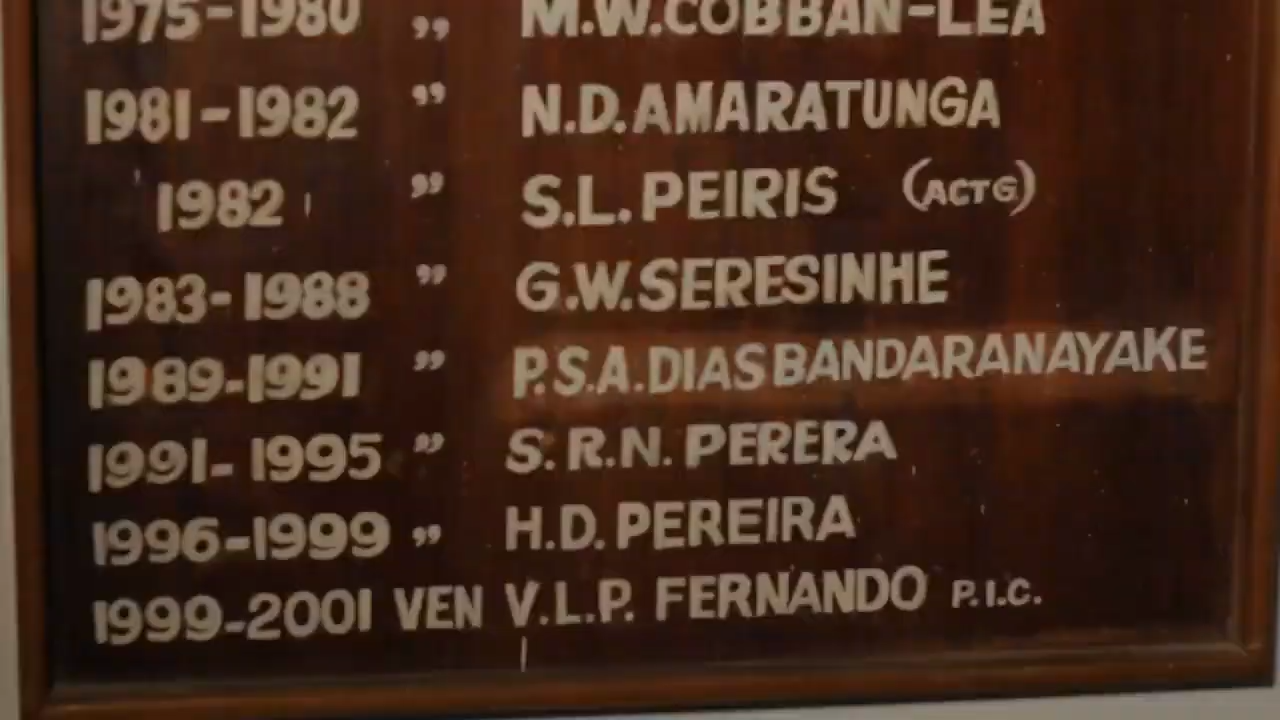 1975-1980 ,, M.W.COBBAN-LEA
1981-1982 ,, N.D.AMARATUNGA
1982 ,, S.L.PEIRIS (ACTG)
1983-1988 ,, G.W.SERESINHE
1989-1991 ,, P.S.A.DIAS BANDARANAYAKE
1991-1995 ,, S.R.N. PERERA
1996-1999 ,, H.D. PEREIRA
1999-2001 VEN V.L.P. FERNANDO P.I.C.